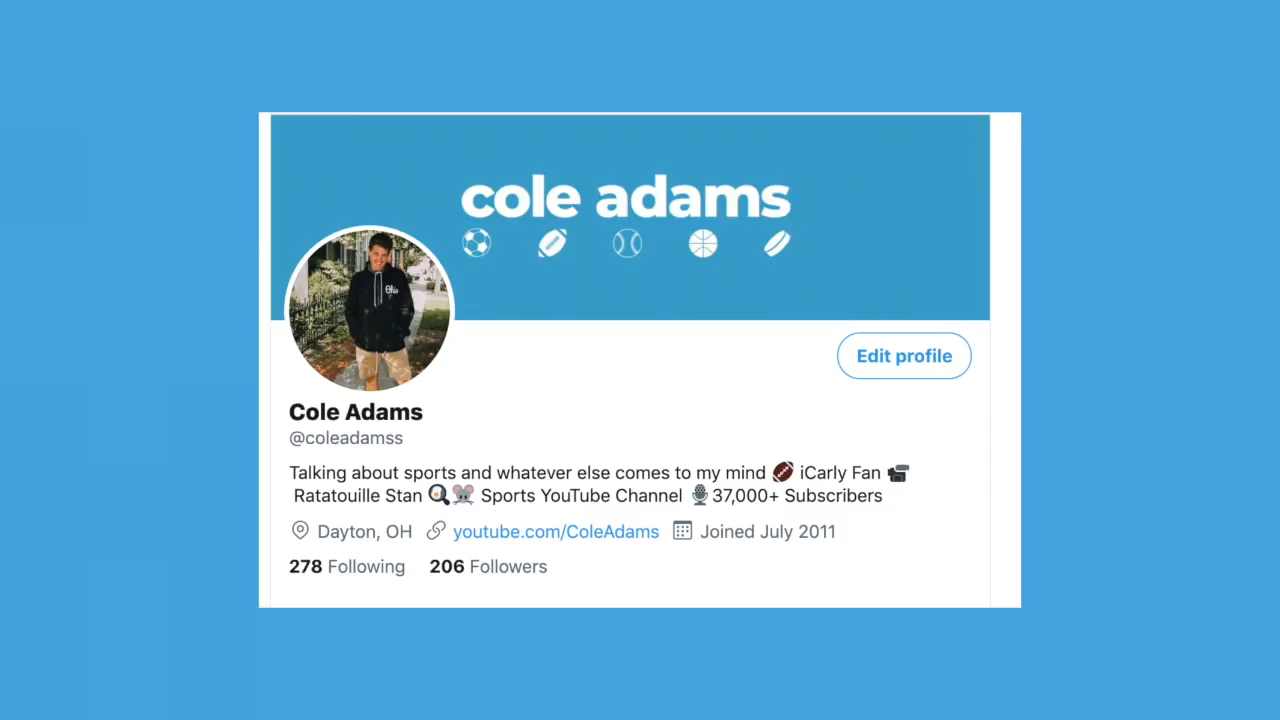 cole adams
Edit profile
Cole Adams
@coleadamss
Talking about sports and whatever else comes to my mind 🏈 iCarly Fan 📹
Ratatouille Stan 🍳🐭 Sports YouTube Channel 🎙️37,000+ Subscribers
Dayton, OH youtube.com/ColeAdams Joined July 2011
278 Following 206 Followers